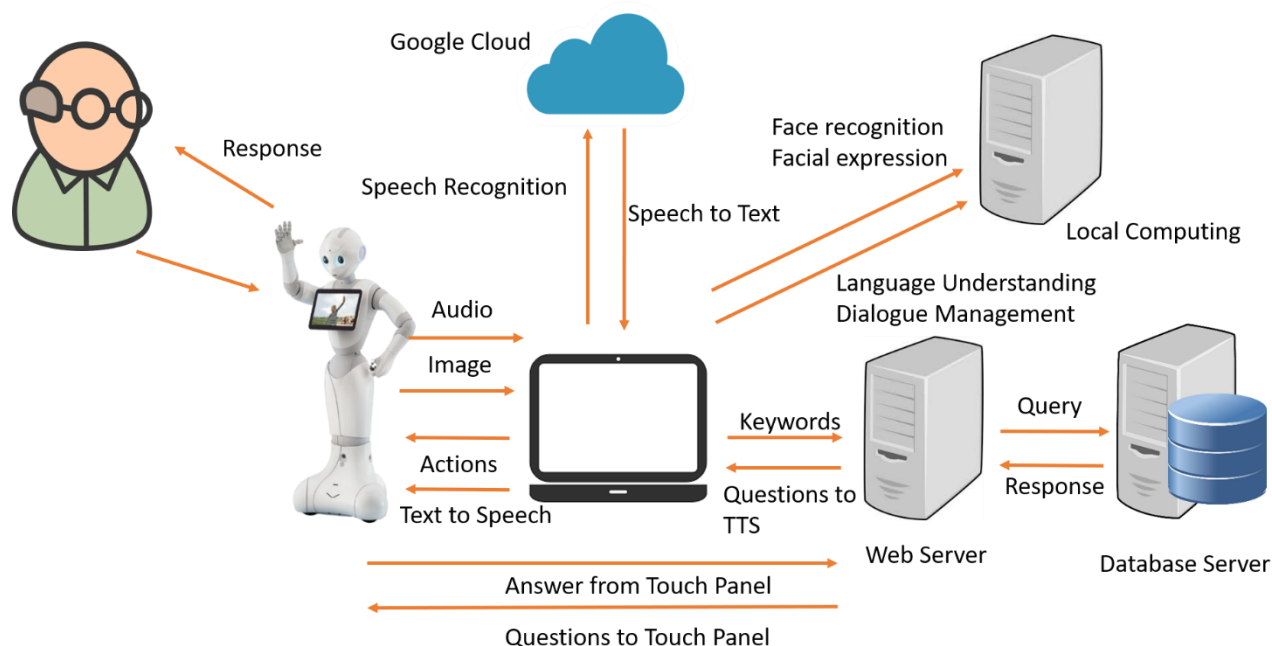 Google Cloud
Response
Speech Recognition
Speech to Text
Face recognition
Facial expression
Local Computing
Language Understanding
Dialogue Management
Audio
Image
Actions
Text to Speech
Keywords
Questions to
TTS
Query
Response
Web Server
Database Server
Answer from Touch Panel
Questions to Touch Panel